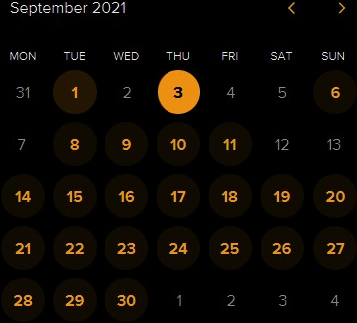 September 2021 < >
MON TUE WED THU FRI SAT SUN
31 1 2 3 4 5 6
7 8 9 10 11 12 13
14 15 16 17 18 19 20
21 22 23 24 25 26 27
28 29 30 1 2 3 4